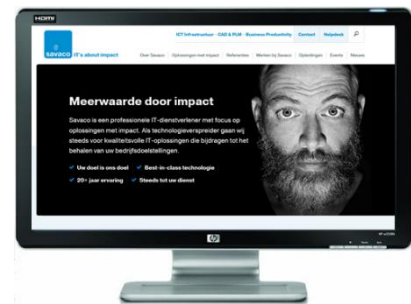 HDMI
ICT Infrastructuur CAD & PLM Business Productivity Contact Helpdesk
savaco
IT's about impact
Over Savaco Oplossingen met impact Referenties Werken bij Savaco Opleidingen Events Nieuws
Meerwaarde door impact
Savaco is een professionele IT-dienstverlener met focus op
oplossingen met impact. Als technologieverspreider gaan wij
steeds voor kwaliteitsvolle IT-oplossingen die bijdragen tot het
behalen van uw bedrijfsdoelstellingen.
✓ Uw doel is ons doel ✓ Best-in-class technologie
✓ 20+ jaar ervaring ✓ Steeds tot uw dienst
hp